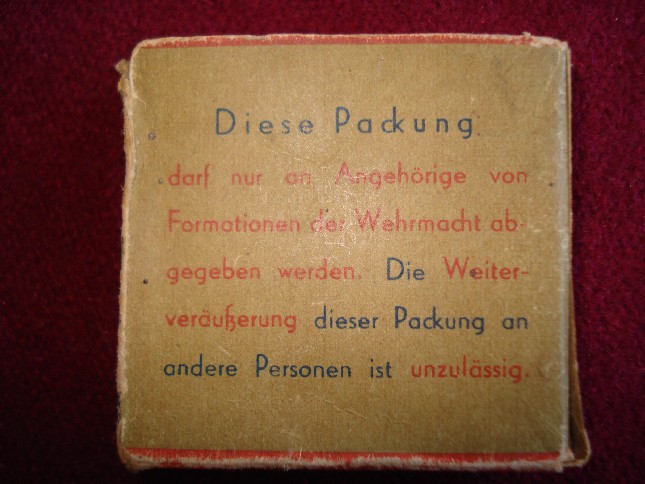 Diese Packung
darf nur an Angehörige von
Formationen der Wehrmacht ab-
gegeben werden. Die Weiter-
veräußerung dieser Packung an
andere Personen ist unzulässig.